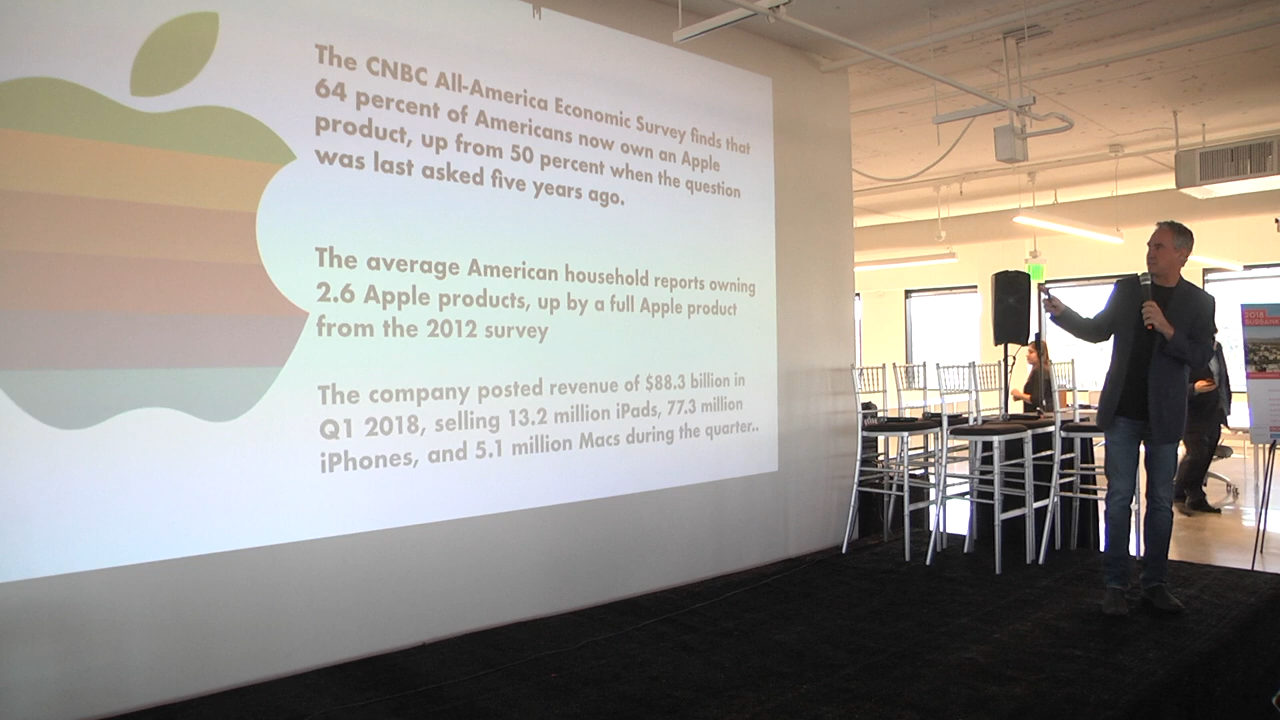 The CNBC All-America Economic Survey finds that
64 percent of Americans now own an Apple
product, up from 50 percent when the question
was last asked five years ago.
The average American household reports owning
2.6 Apple products, up by a full Apple product
from the 2012 survey
The company posted revenue of $88.3 billion in
Q1 2018, selling 13.2 million iPads, 77.3 million
iPhones, and 5.1 million Macs during the quarter..
2018
BURBANK